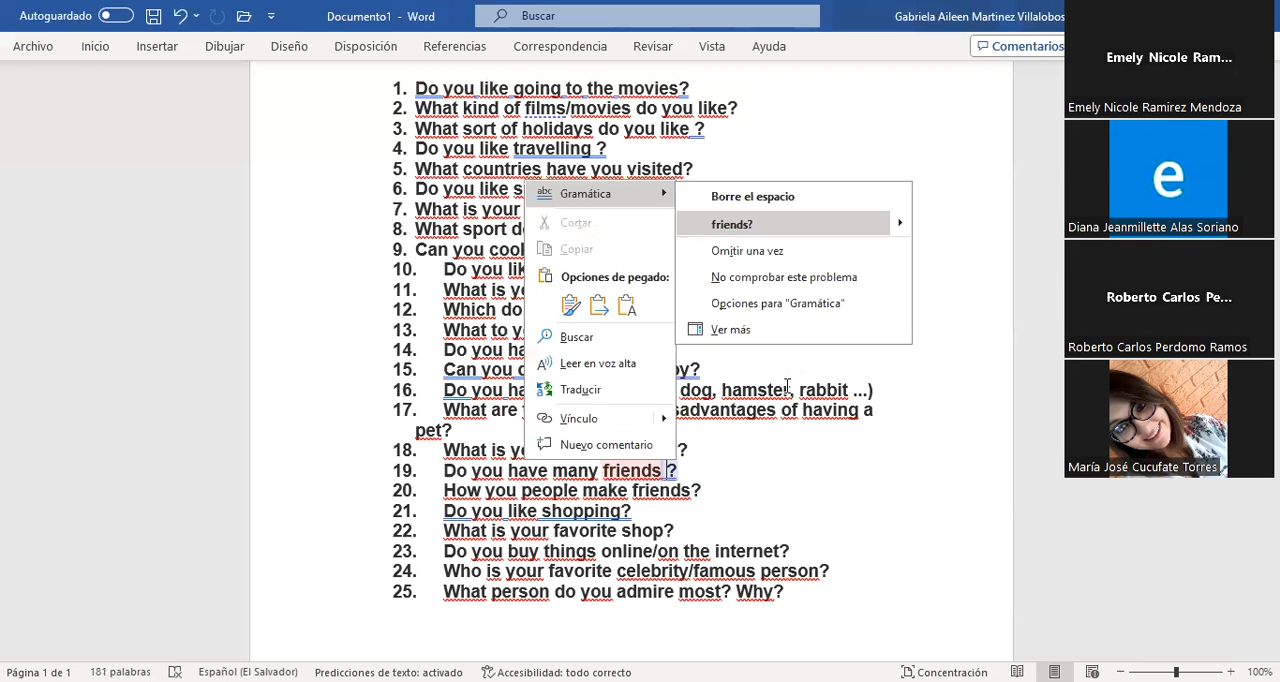 Autoguardado
Documento1 - Word
Buscar
Gabriela Aileen Martinez Villalobos
Archivo Inicio Insertar Dibujar Diseño Disposición Referencias Correspondencia Revisar Vista Ayuda Comentarios
1. Do you like going to the movies?
2. What kind of films/movies do you like?
3. What sort of holidays do you like ?
4. Do you like travelling ?
5. What countries have you visited?
6. Do you like s
7. What is your
8. What sport do
9. Can you cook
10. Do you lik
11. What is yo
12. Which do
13. What to yo
14. Do you ha
15. Can you
16. Do you ha dog, hamster, rabbit ...)
17. What are sadvantages of having a
pet?
18. What is yo ?
19. Do you have many friends ?
20. How you people make friends?
21. Do you like shopping?
22. What is your favorite shop?
23. Do you buy things online/on the internet?
24. Who is your favorite celebrity/famous person?
25. What person do you admire most? Why?
abc Gramática
Cortar
Copiar
Opciones de pegado:
Buscar
Leer en voz alta
Traducir
Vínculo
Nuevo comentario
Borre el espacio
friends?
Omitir una vez
No comprobar este problema
Opciones para "Gramática"
Ver más
Emely Nicole Ram...
Emely Nicole Ramirez Mendoza
e
Diana Jeanmillette Alas Soriano
Roberto Carlos Pe...
Roberto Carlos Perdomo Ramos
María José Cucufate Torres
Página 1 de 1 181 palabras Español (El Salvador) Predicciones de texto: activado Accesibilidad: todo correcto Concentración 100%